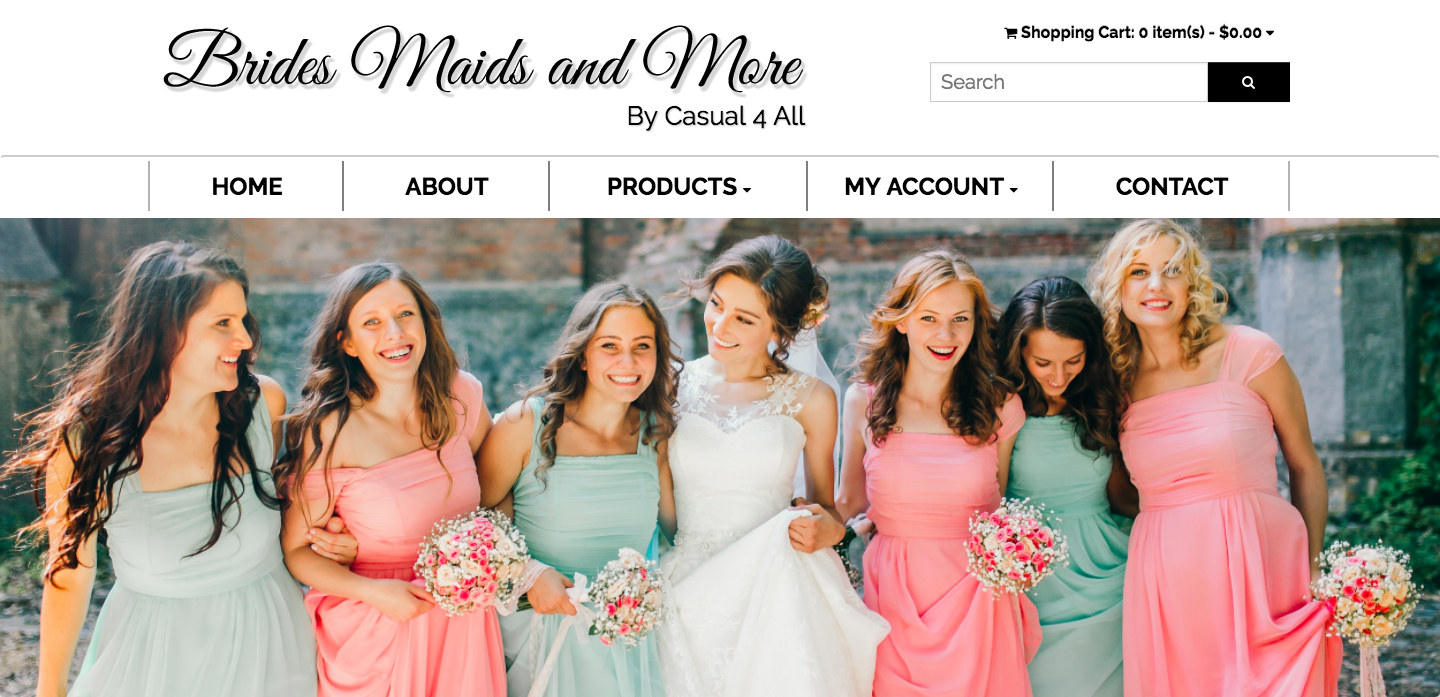 Brides Maids and More
By Casual 4 All
Shopping Cart: 0 item(s) - $0.00
Search
HOME
ABOUT
PRODUCTS
MY ACCOUNT
CONTACT